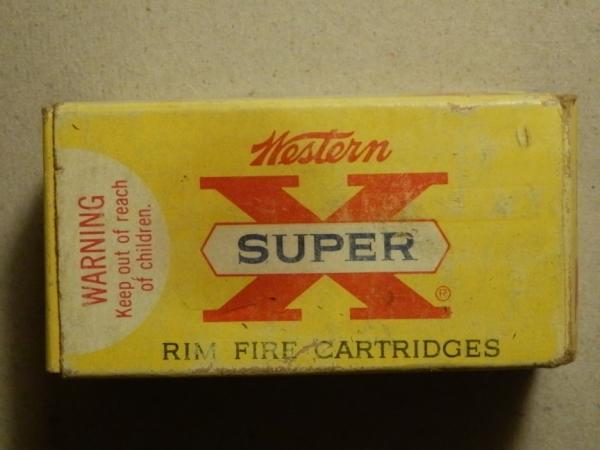 Western
X
SUPER
®
RIM FIRE CARTRIDGES
WARNING
Keep out of reach
of children.